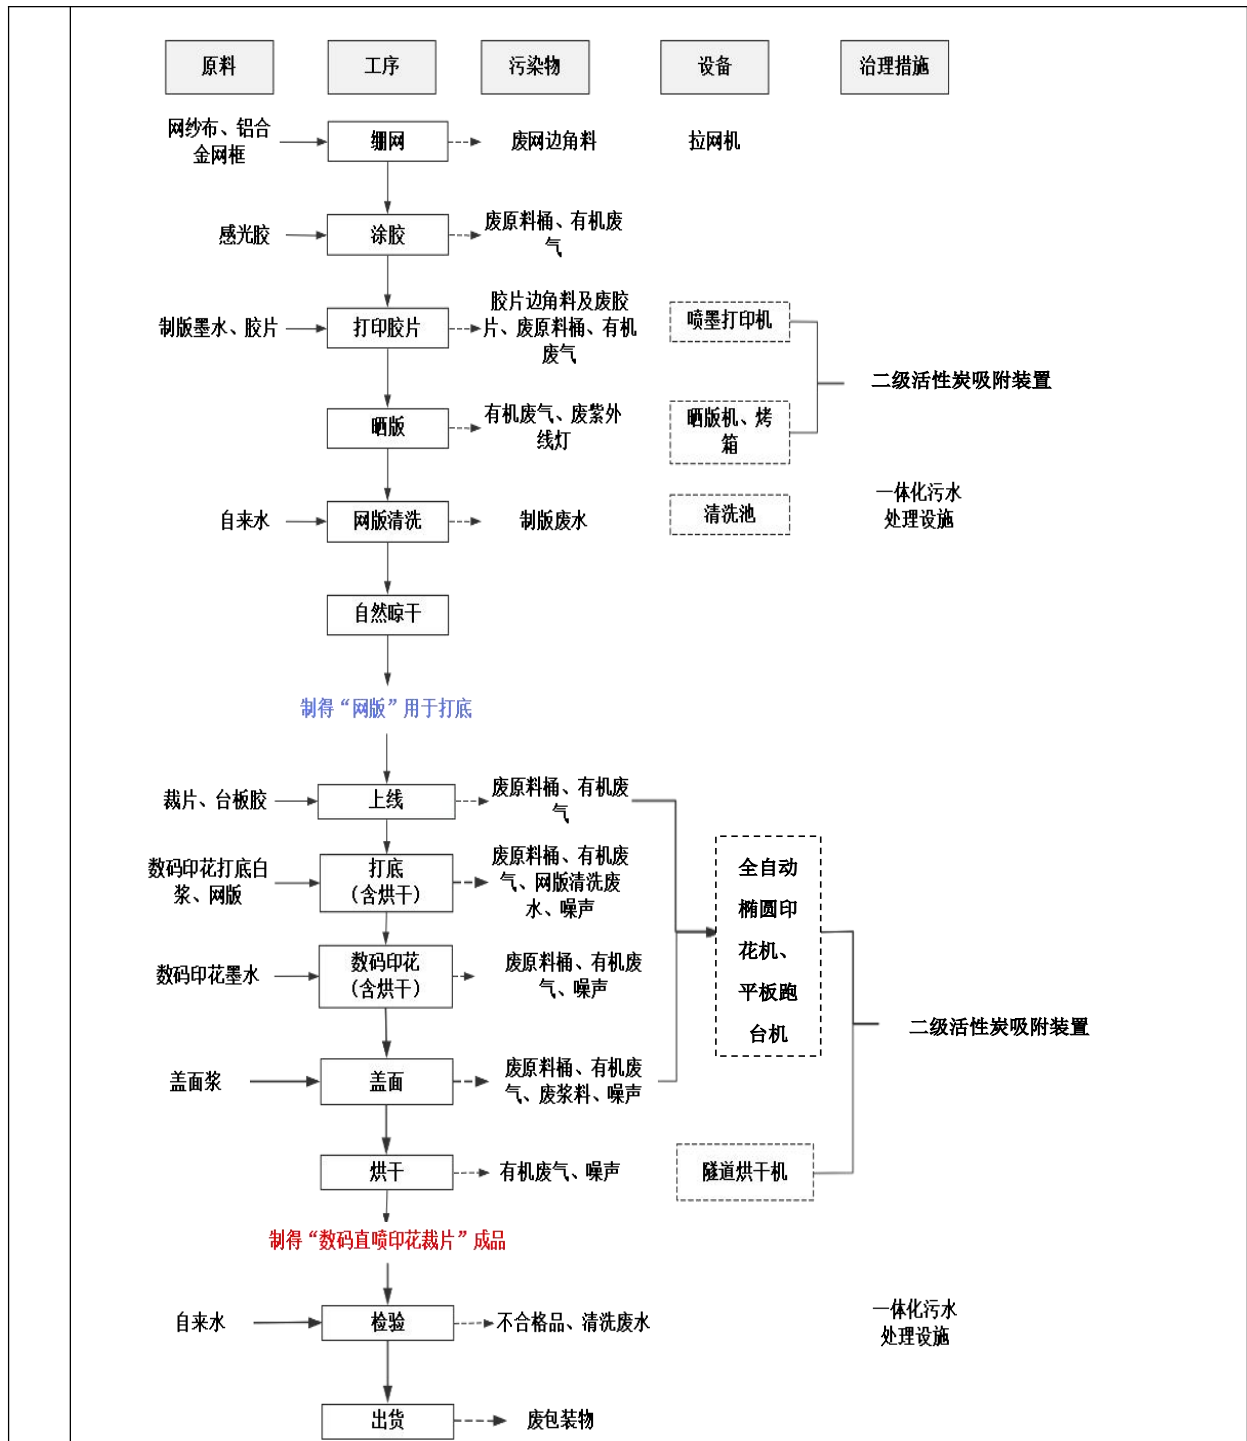 原料
工序
污染物
设备
治理措施
网纱布、铝合
金网框
绷网
废网边角料
拉网机
感光胶
涂胶
废原料桶、有机废
气
制版墨水、胶片
打印胶片
胶片边角料及废胶
片、废原料桶、有机
废气
喷墨打印机
二级活性炭吸附装置
晒版
有机废气、废紫外
线灯
晒版机、烤
箱
自来水
网版清洗
制版废水
清洗池
一体化污水
处理设施
自然晾干
制得“网版”用于打底
裁片、台板胶
上线
废原料桶、有机废
气
数码印花打底白
浆、网版
打底
（含烘干）
废原料桶、有机废
气、网版清洗废
水、噪声
全自动
椭圆印
花机、
平板跑
台机
数码印花墨水
数码印花
（含烘干）
废原料桶、有机废
气、噪声
二级活性炭吸附装置
盖面浆
盖面
废原料桶、有机废
气、废浆料、噪声
烘干
有机废气、噪声
隧道烘干机
制得“数码直喷印花裁片”成品
自来水
检验
不合格品、清洗废水
一体化污水
处理设施
出货
废包装物